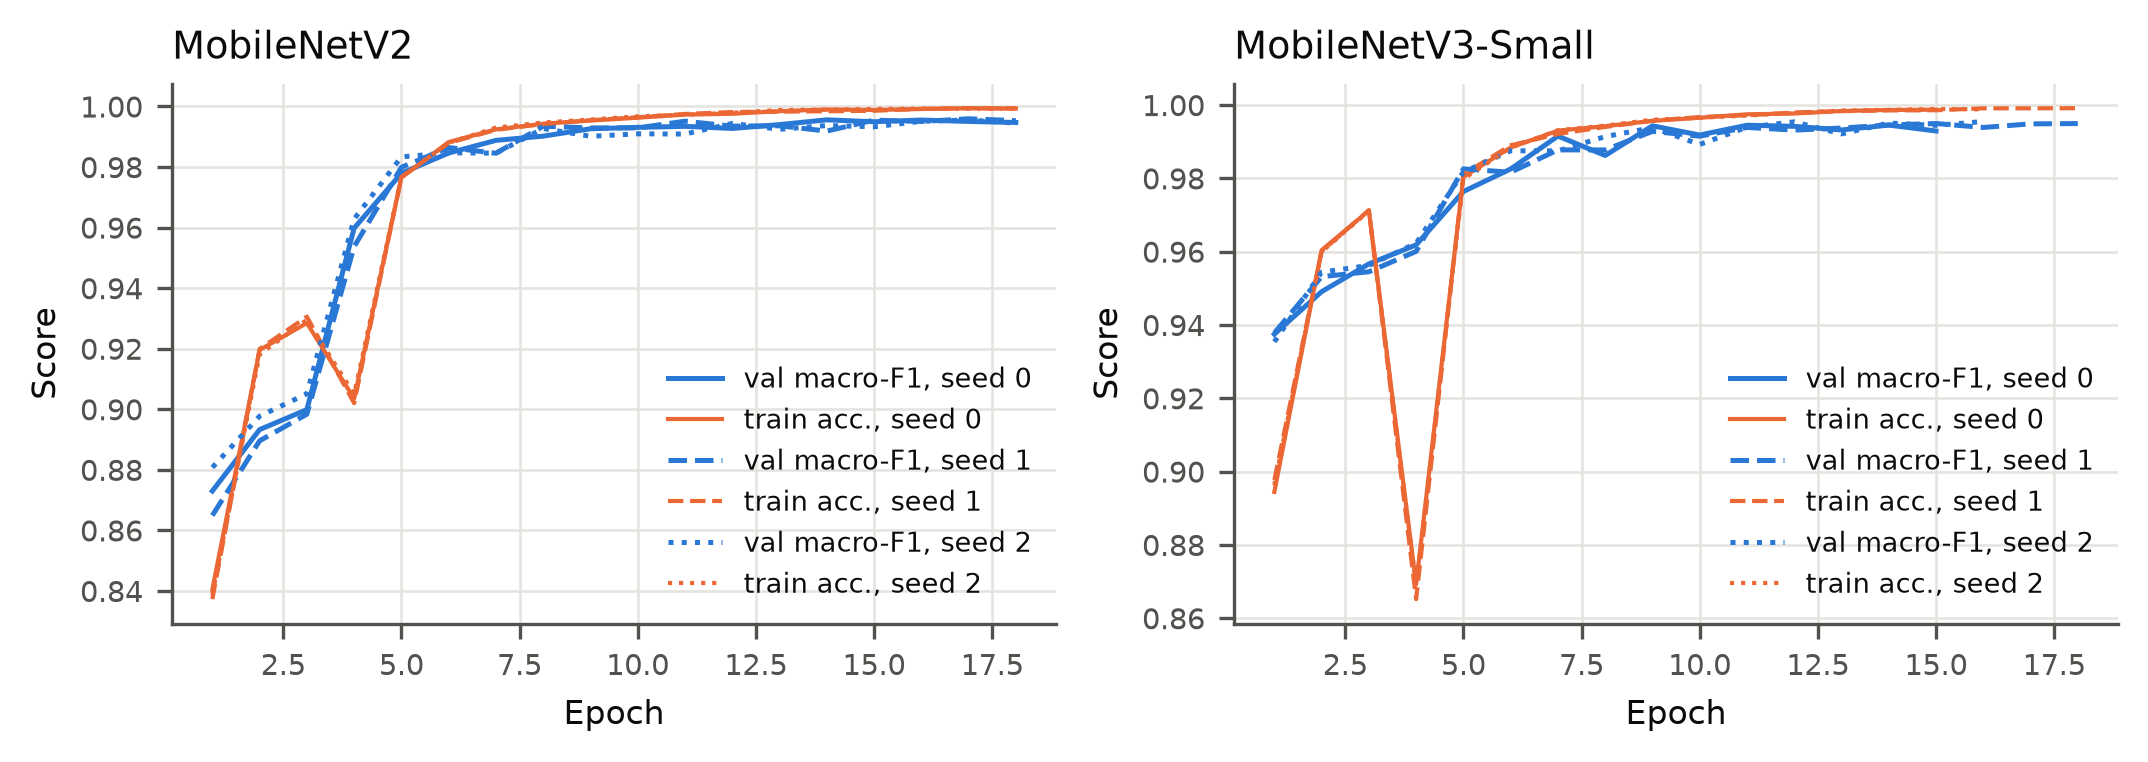 MobileNetV2
1.00
0.98
0.96
0.94
0.92
0.90
0.88
0.86
0.84
Score
2.5 5.0 7.5 10.0 12.5 15.0 17.5
Epoch
val macro-F1, seed 0
train acc., seed 0
val macro-F1, seed 1
train acc., seed 1
val macro-F1, seed 2
train acc., seed 2
MobileNetV3-Small
1.00
0.98
0.96
0.94
0.92
0.90
0.88
0.86
Score
2.5 5.0 7.5 10.0 12.5 15.0 17.5
Epoch
val macro-F1, seed 0
train acc., seed 0
val macro-F1, seed 1
train acc., seed 1
val macro-F1, seed 2
train acc., seed 2